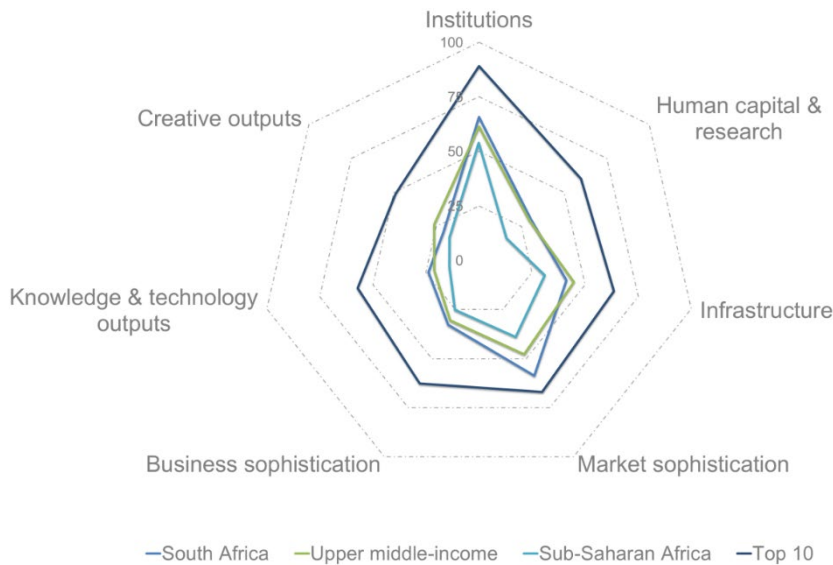 Institutions
100
Creative outputs
Human capital &
research
75
50
25
0
Knowledge & technology
outputs
Infrastructure
Business sophistication
Market sophistication
South Africa
Upper middle-income
Sub-Saharan Africa
Top 10